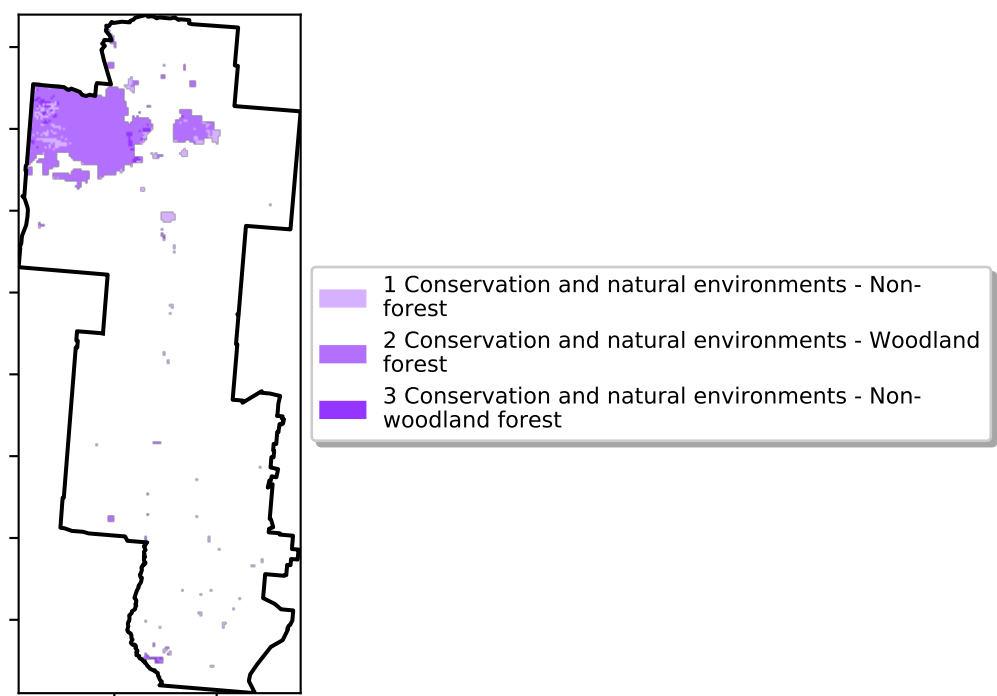 1 Conservation and natural environments - Non-
forest
2 Conservation and natural environments - Woodland
forest
3 Conservation and natural environments - Non-
woodland forest